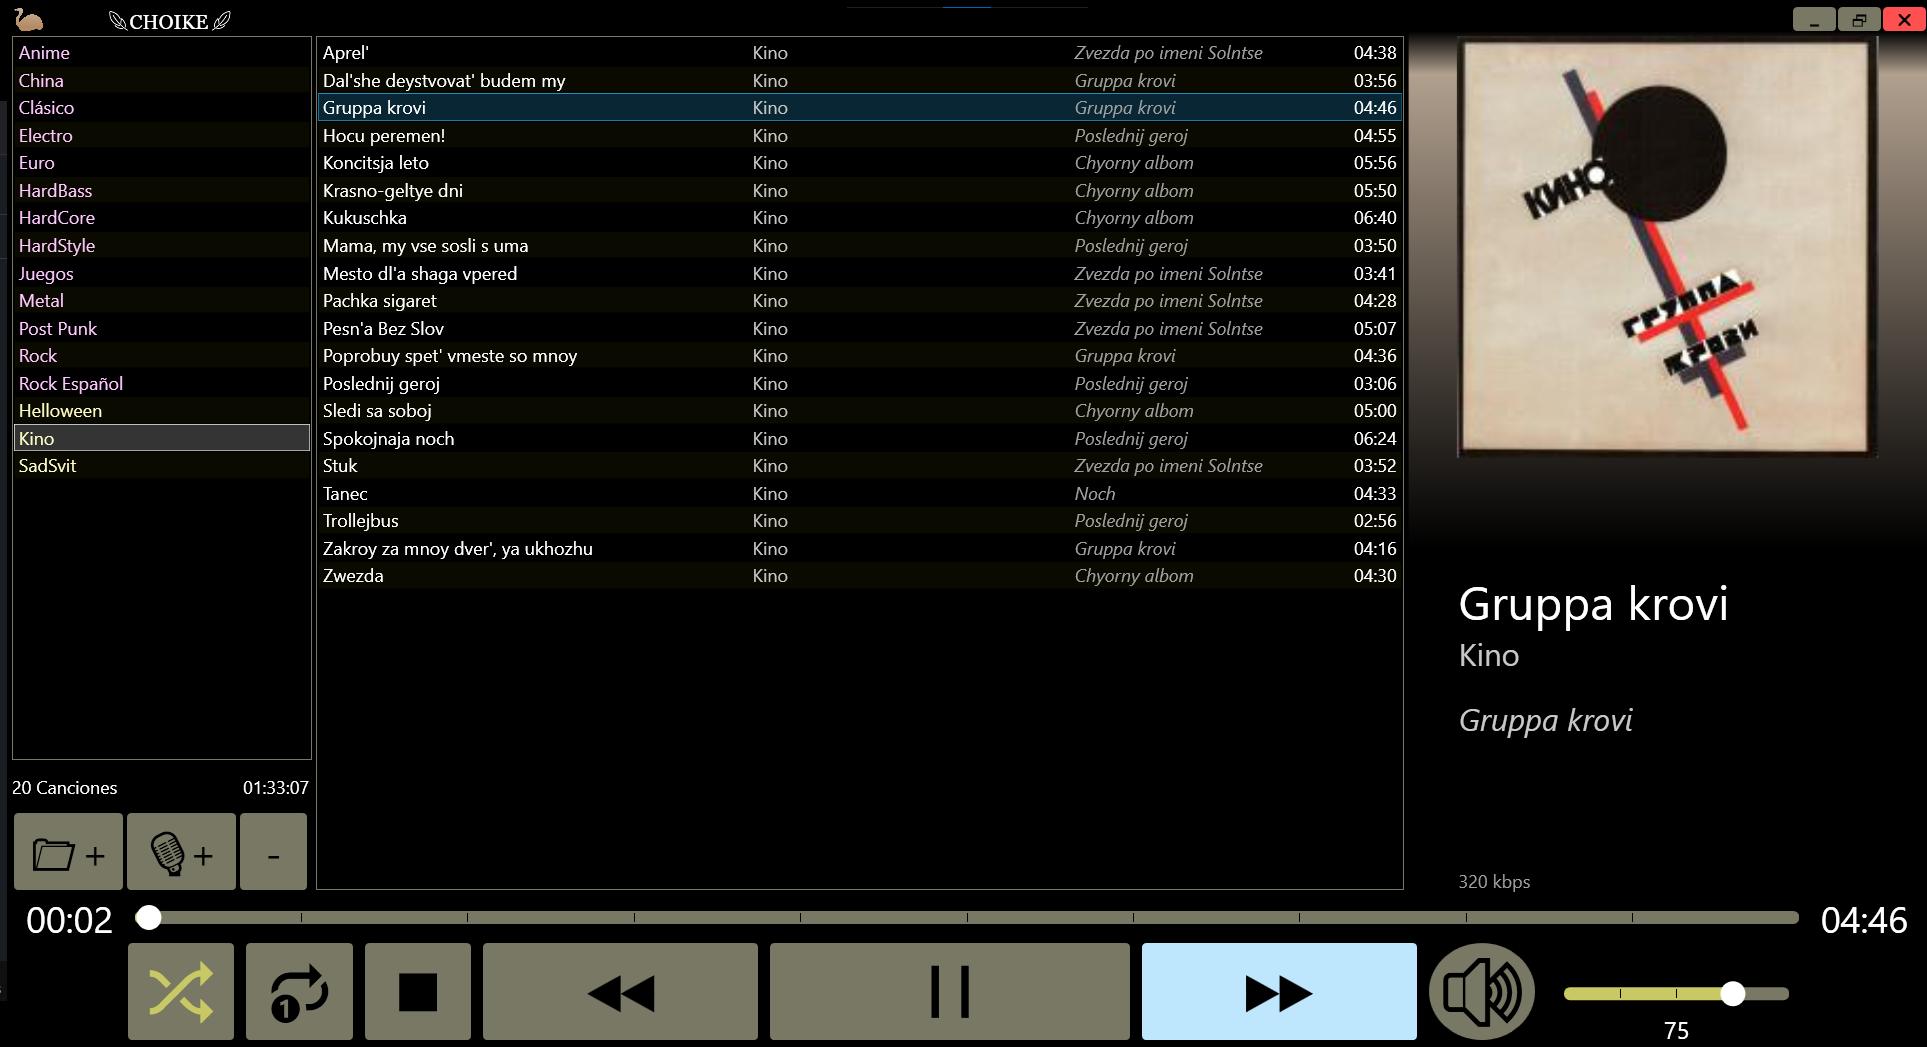 CHOIKE
Anime
China
Clásico
Electro
Euro
HardBass
HardCore
HardStyle
Juegos
Metal
Post Punk
Rock
Rock Español
Helloween
Kino
SadSvit
20 Canciones 01:33:07
+
+
-
Aprel' Kino Zvezda po imeni Solntse 04:38
Dal'she deystvovat' budem my Kino Gruppa krovi 03:56
Gruppa krovi Kino Gruppa krovi 04:46
Hocu peremen! Kino Poslednij geroj 04:55
Koncitsja leto Kino Chyorny albom 05:56
Krasno-geltye dni Kino Chyorny albom 05:50
Kukuschka Kino Chyorny albom 06:40
Mama, my vse sosli s uma Kino Poslednij geroj 03:50
Mesto dl'a shaga vpered Kino Zvezda po imeni Solntse 03:41
Pachka sigaret Kino Zvezda po imeni Solntse 04:28
Pesn'a Bez Slov Kino Zvezda po imeni Solntse 05:07
Poprobuy spet' vmeste so mnoy Kino Gruppa krovi 04:36
Poslednij geroj Kino Poslednij geroj 03:06
Sledi sa soboj Kino Chyorny albom 05:00
Spokojnaja noch Kino Poslednij geroj 06:24
Stuk Kino Zvezda po imeni Solntse 03:52
Tanec Kino Noch 04:33
Trollejbus Kino Poslednij geroj 02:56
Zakroy za mnoy dver', ya ukhozhu Kino Gruppa krovi 04:16
Zwezda Kino Chyorny albom 04:30
КИНО
ГРУППА
КРОВИ
Gruppa krovi
Kino
Gruppa krovi
320 kbps
00:02 04:46
1
75